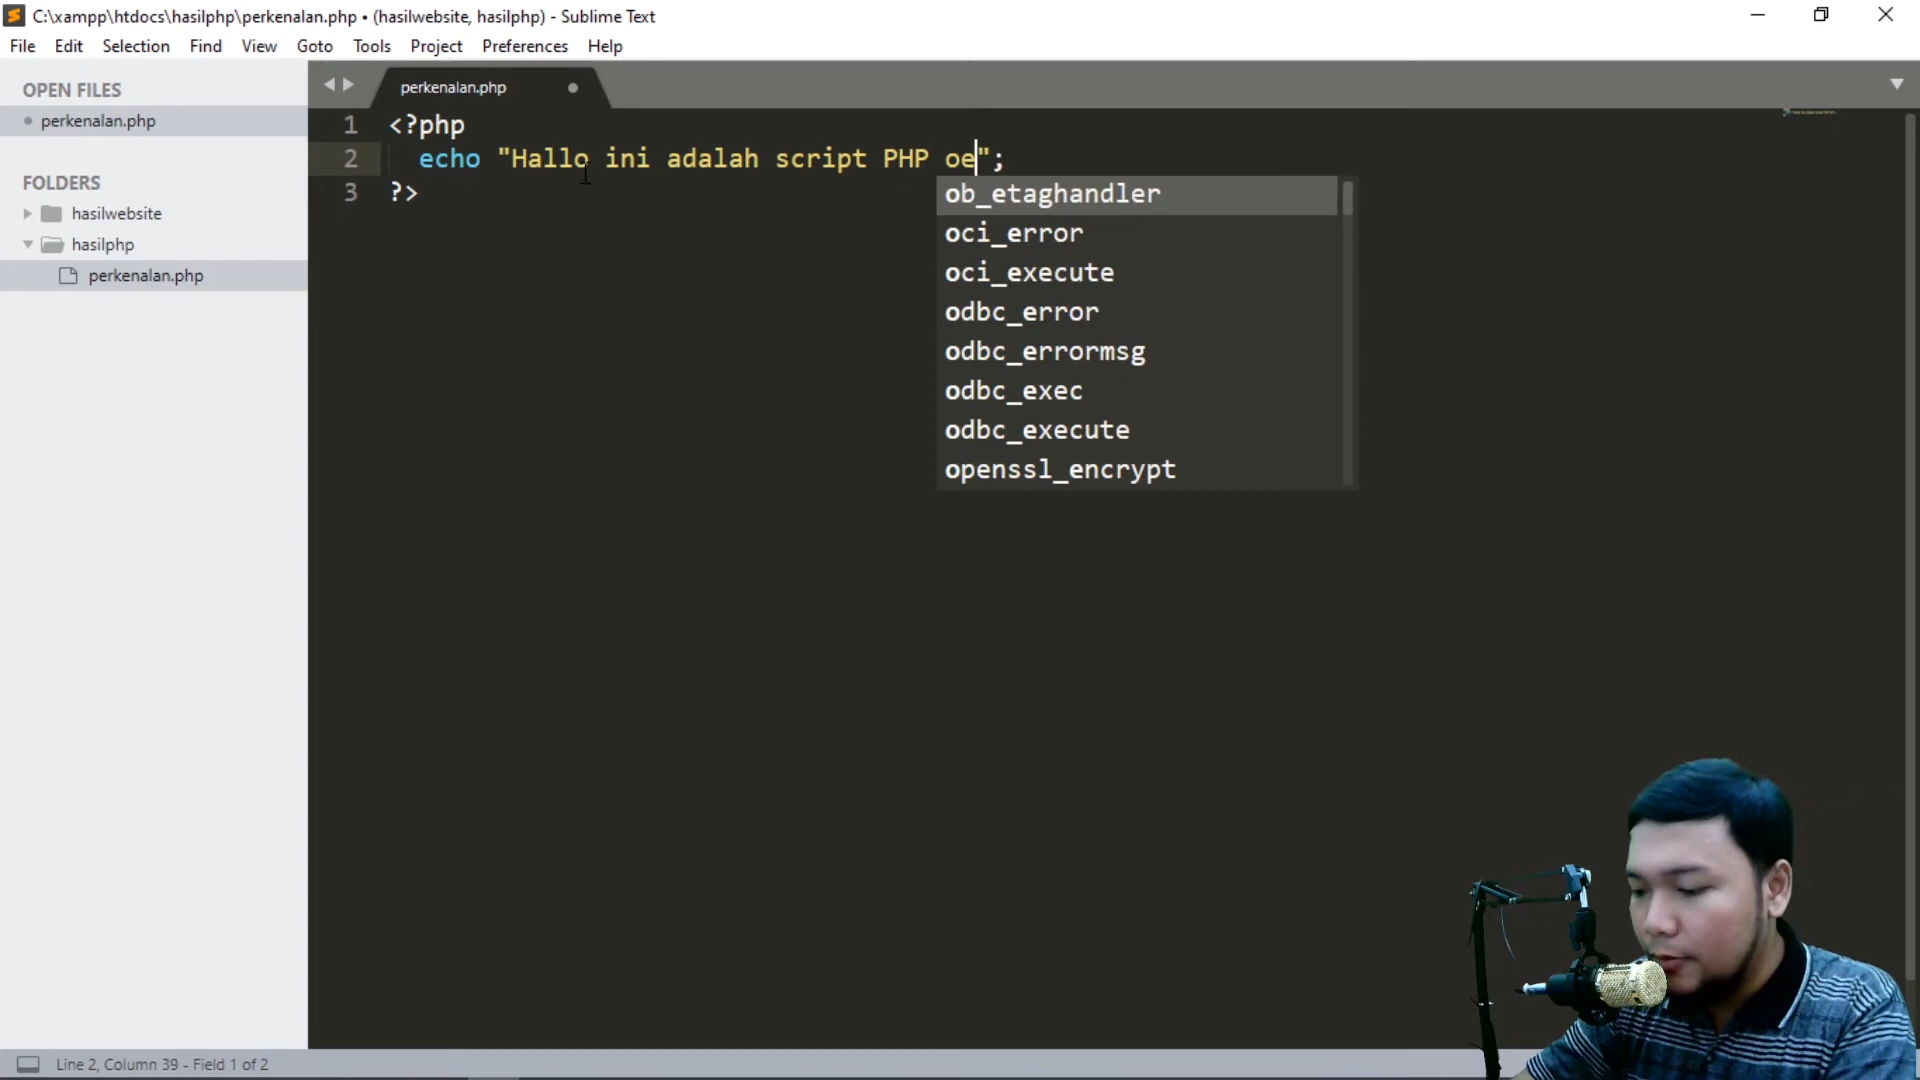 C:\xampp\htdocs\hasilphp\perkenalan.php • (hasilwebsite, hasilphp) - Sublime Text
File Edit Selection Find View Goto Tools Project Preferences Help
OPEN FILES
perkenalan.php
FOLDERS
hasilwebsite
hasilphp
perkenalan.php
perkenalan.php
1 <?php
2 echo "Hallo ini adalah script PHP oe";
3 ?>
ob_etaghandler
oci_error
oci_execute
odbc_error
odbc_errormsg
odbc_exec
odbc_execute
openssl_encrypt
Line 2, Column 39 - Field 1 of 2